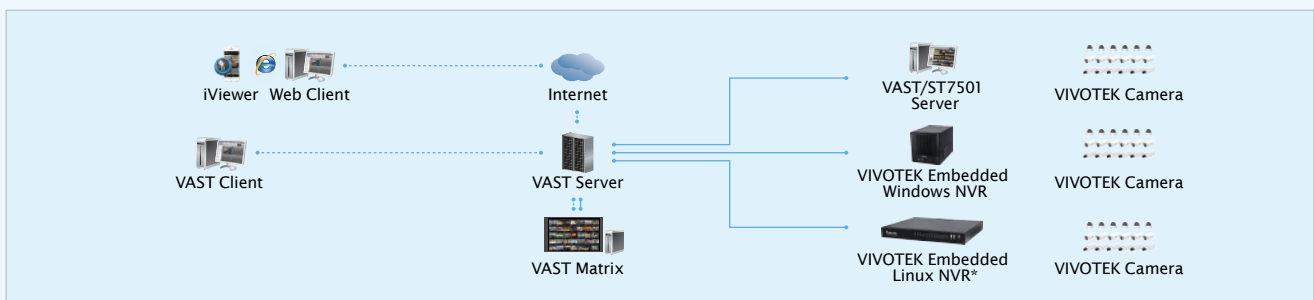 iViewer
Web Client
Internet
VAST/ST7501
Server
VIVOTEK Camera
VAST Client
VAST Server
VIVOTEK Embedded
Windows NVR
VIVOTEK Camera
VAST Matrix
VIVOTEK Embedded
Linux NVR*
VIVOTEK Camera